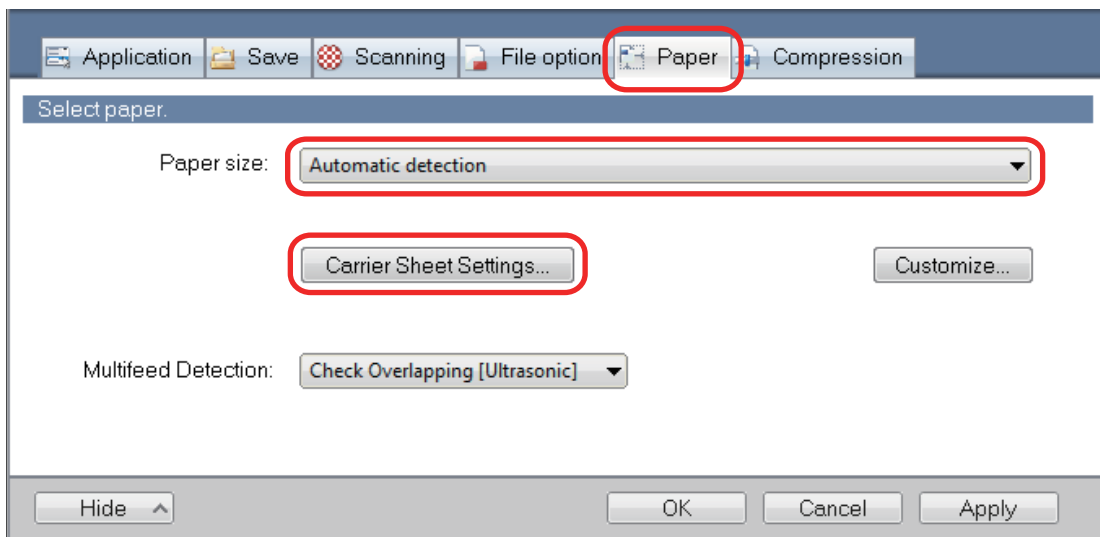 Application Save Scanning File option Paper Compression
Select paper.
Paper size: Automatic detection
Carrier Sheet Settings... Customize...
Multifeed Detection: Check Overlapping [Ultrasonic]
Hide OK Cancel Apply